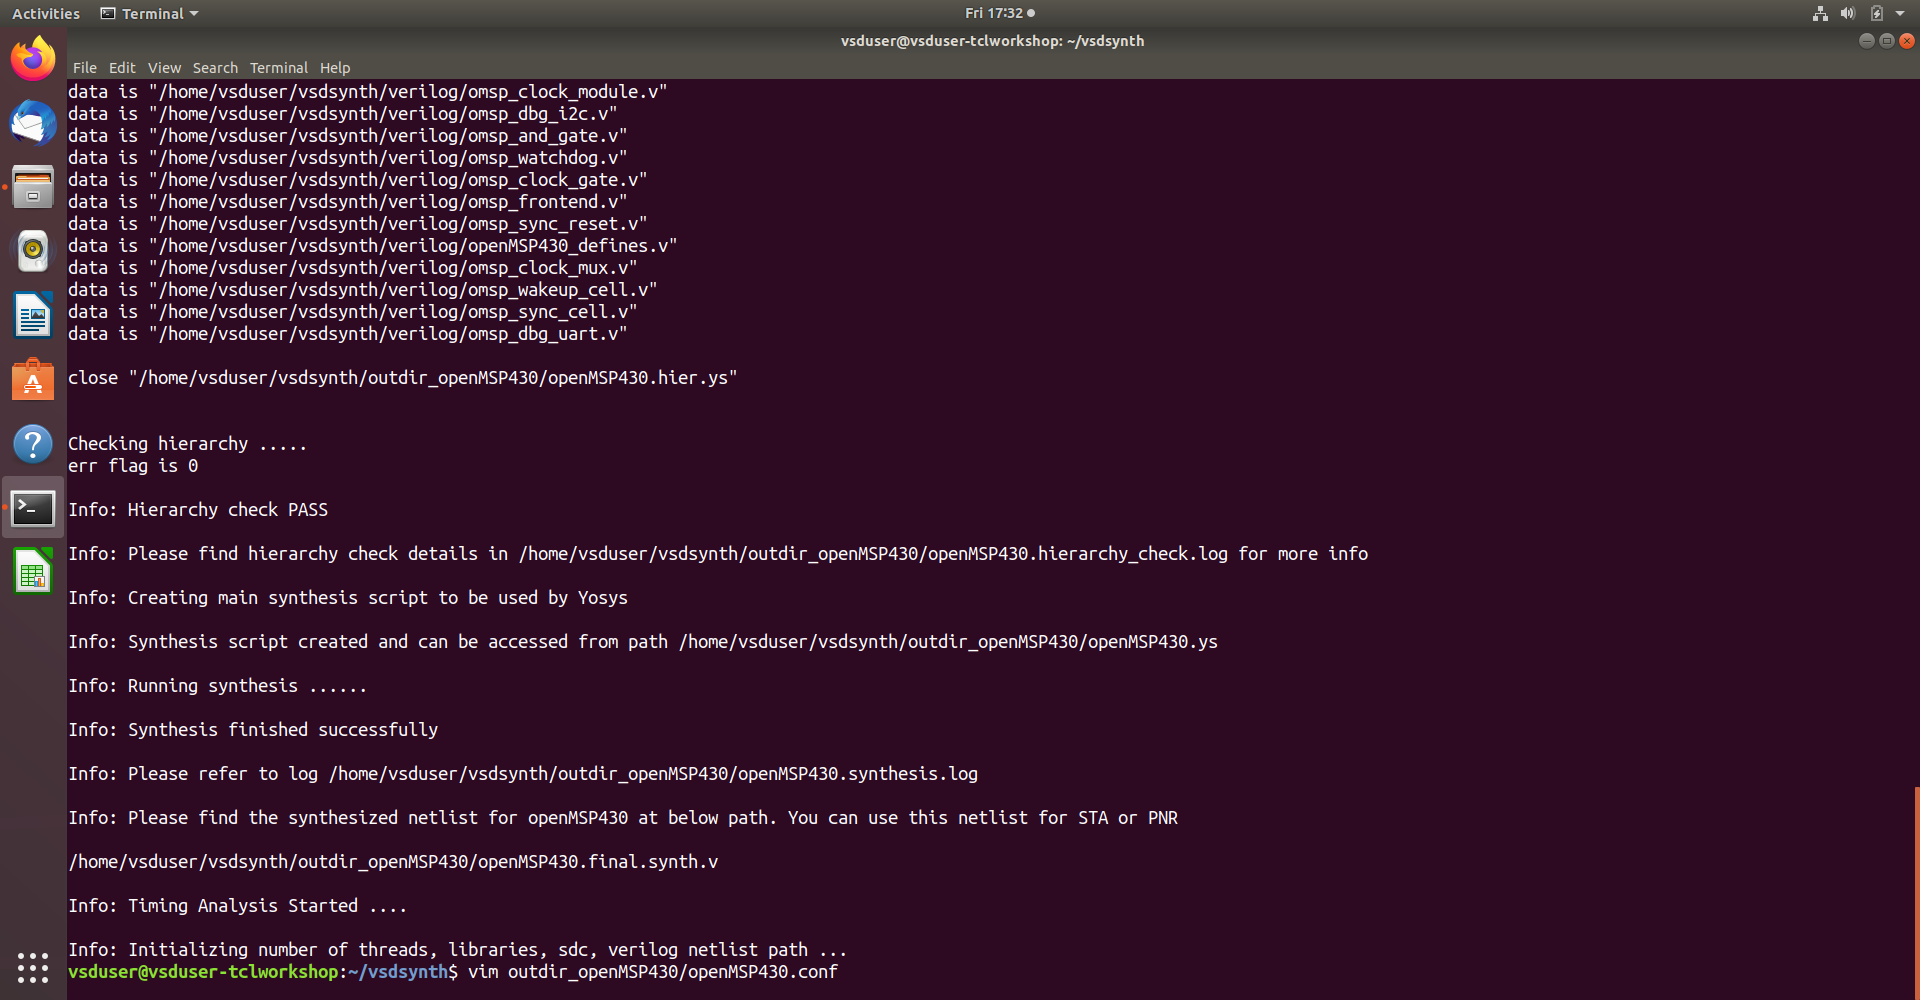 Activities
Terminal
Fri 17:32
vsduser@vsduser-tclworkshop: ~/vsdsynth
File Edit View Search Terminal Help
data is "/home/vsduser/vsdsynth/verilog/omsp_clock_module.v"
data is "/home/vsduser/vsdsynth/verilog/omsp_dbg_i2c.v"
data is "/home/vsduser/vsdsynth/verilog/omsp_and_gate.v"
data is "/home/vsduser/vsdsynth/verilog/omsp_watchdog.v"
data is "/home/vsduser/vsdsynth/verilog/omsp_clock_gate.v"
data is "/home/vsduser/vsdsynth/verilog/omsp_frontend.v"
data is "/home/vsduser/vsdsynth/verilog/omsp_sync_reset.v"
data is "/home/vsduser/vsdsynth/verilog/openMSP430_defines.v"
data is "/home/vsduser/vsdsynth/verilog/omsp_clock_mux.v"
data is "/home/vsduser/vsdsynth/verilog/omsp_wakeup_cell.v"
data is "/home/vsduser/vsdsynth/verilog/omsp_sync_cell.v"
data is "/home/vsduser/vsdsynth/verilog/omsp_dbg_uart.v"
close "/home/vsduser/vsdsynth/outdir_openMSP430/openMSP430.hier.ys"
Checking hierarchy .....
err flag is 0
Info: Hierarchy check PASS
Info: Please find hierarchy check details in /home/vsduser/vsdsynth/outdir_openMSP430/openMSP430.hierarchy_check.log for more info
Info: Creating main synthesis script to be used by Yosys
Info: Synthesis script created and can be accessed from path /home/vsduser/vsdsynth/outdir_openMSP430/openMSP430.ys
Info: Running synthesis ......
Info: Synthesis finished successfully
Info: Please refer to log /home/vsduser/vsdsynth/outdir_openMSP430/openMSP430.synthesis.log
Info: Please find the synthesized netlist for openMSP430 at below path. You can use this netlist for STA or PNR
/home/vsduser/vsdsynth/outdir_openMSP430/openMSP430.final.synth.v
Info: Timing Analysis Started ....
Info: Initializing number of threads, libraries, sdc, verilog netlist path ...
vsduser@vsduser-tclworkshop:~/vsdsynth$ vim outdir_openMSP430/openMSP430.conf